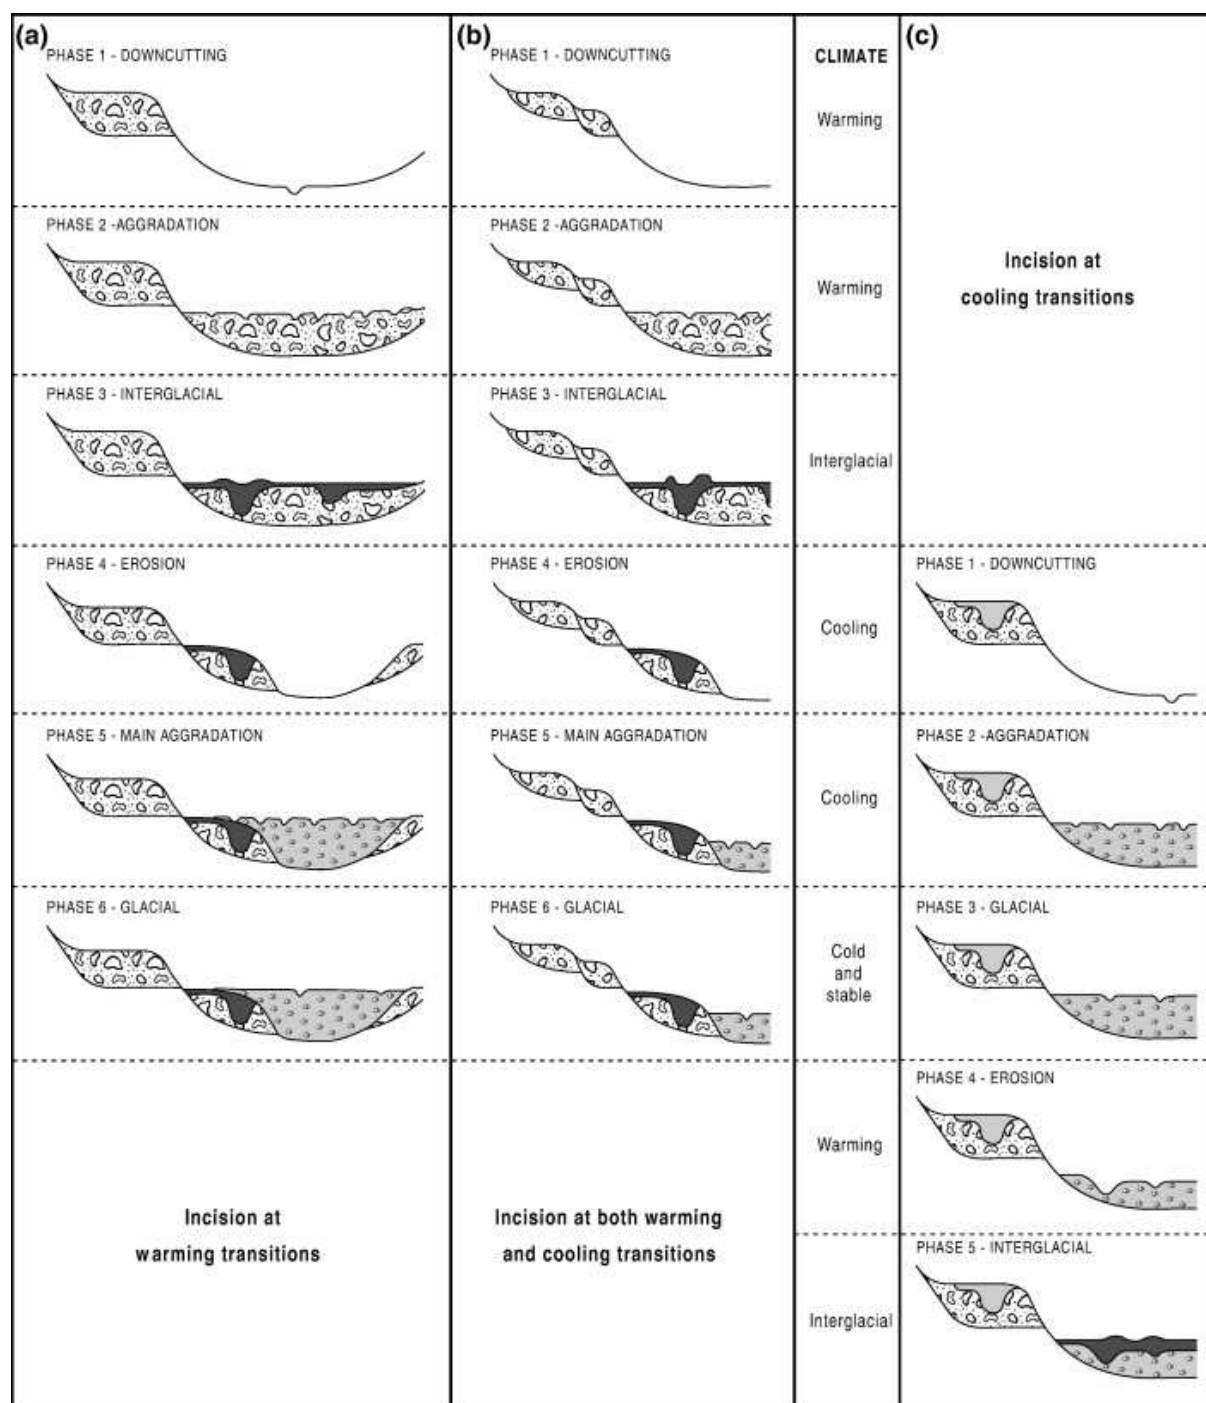 (a)
PHASE 1 - DOWNCUTTING
PHASE 2 -AGGRADATION
PHASE 3 - INTERGLACIAL
PHASE 4 - EROSION
PHASE 5 - MAIN AGGRADATION
PHASE 6 - GLACIAL
Incision at
warming transitions
(b)
PHASE 1 - DOWNCUTTING
PHASE 2 -AGGRADATION
PHASE 3 - INTERGLACIAL
PHASE 4 - EROSION
PHASE 5 - MAIN AGGRADATION
PHASE 6 - GLACIAL
Incision at both warming
and cooling transitions
CLIMATE
Warming
Warming
Interglacial
Cooling
Cooling
Cold
and
stable
Warming
Interglacial
(c)
Incision at
cooling transitions
PHASE 1 - DOWNCUTTING
PHASE 2 -AGGRADATION
PHASE 3 - GLACIAL
PHASE 4 - EROSION
PHASE 5 - INTERGLACIAL